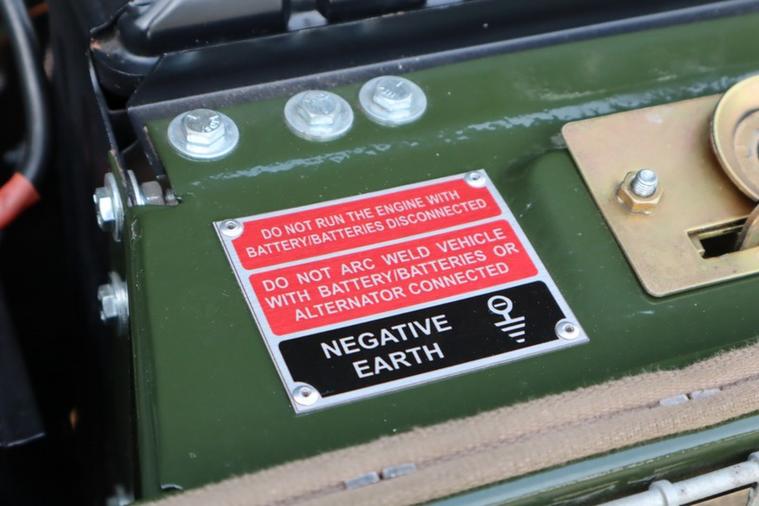 DO NOT RUN THE ENGINE WITH
BATTERY/BATTERIES DISCONNECTED
DO NOT ARC WELD VEHICLE
WITH BATTERY/BATTERIES OR
ALTERNATOR CONNECTED
NEGATIVE
EARTH